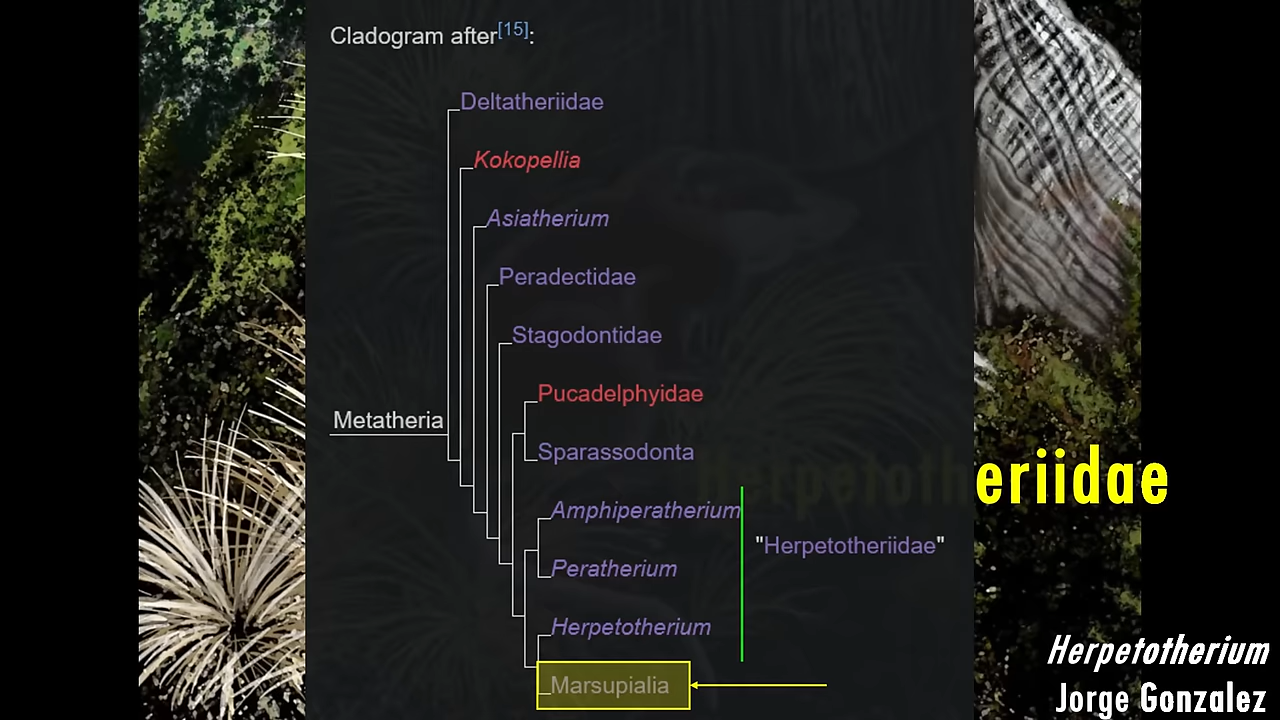 Cladogram after[15]:
Deltatheriidae
Kokopellia
Asiatherium
Peradectidae
Stagodontidae
Pucadelphyidae
Metatheria
Sparassodonta
Herpetotheriidae
Amphiperatherium
"Herpetotheriidae"
Peratherium
Herpetotherium
Marsupialia
Herpetotherium
Jorge Gonzalez